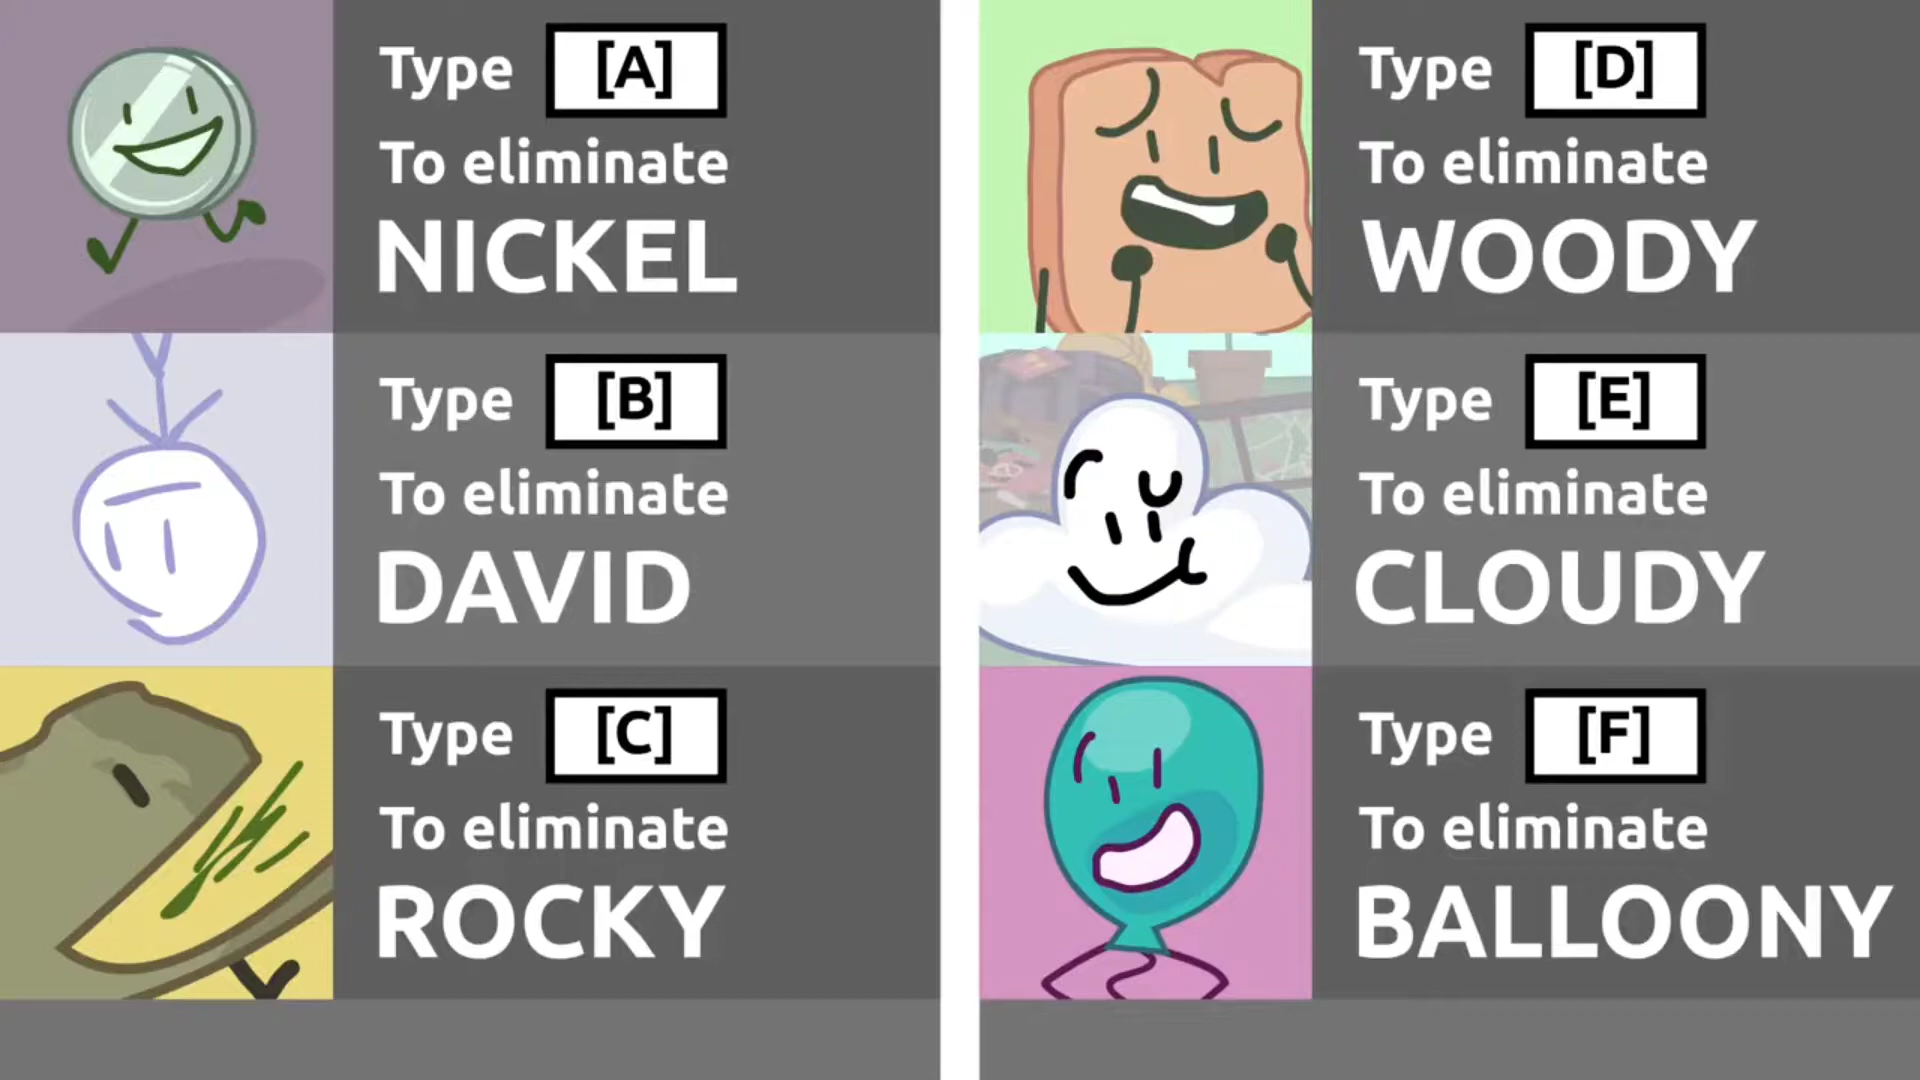 Type [A]
To eliminate
NICKEL
Type [B]
To eliminate
DAVID
Type [C]
To eliminate
ROCKY
Type [D]
To eliminate
WOODY
Type [E]
To eliminate
CLOUDY
Type [F]
To eliminate
BALLOONY